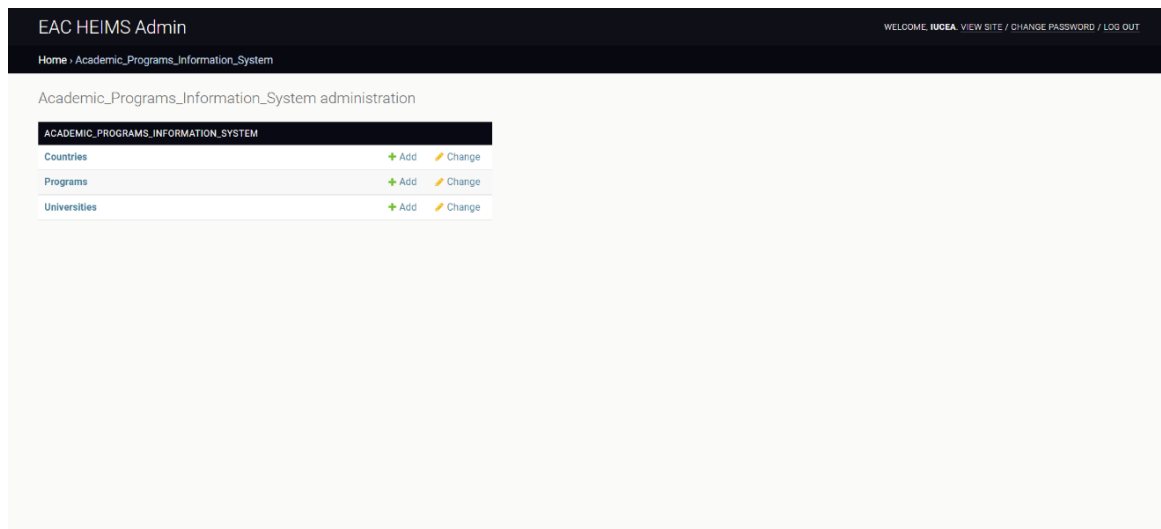 EAC HEIMS Admin
WELCOME, IUCEA. VIEW SITE / CHANGE PASSWORD / LOG OUT
Home › Academic_Programs_Information_System
Academic_Programs_Information_System administration
ACADEMIC_PROGRAMS_INFORMATION_SYSTEM
Countries Add Change
Programs Add Change
Universities Add Change